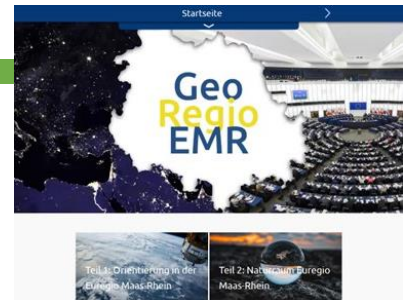 Startseite
Geo
Regio
EMR
Teil 1: Orientierung in der
Euregio Maas-Rhein
Teil 2: Naturraum Euregio
Maas-Rhein